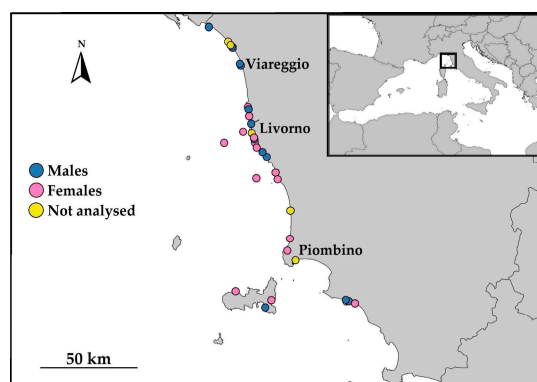 N
Viareggio
Livorno
Males
Females
Not analysed
Piombino
50 km